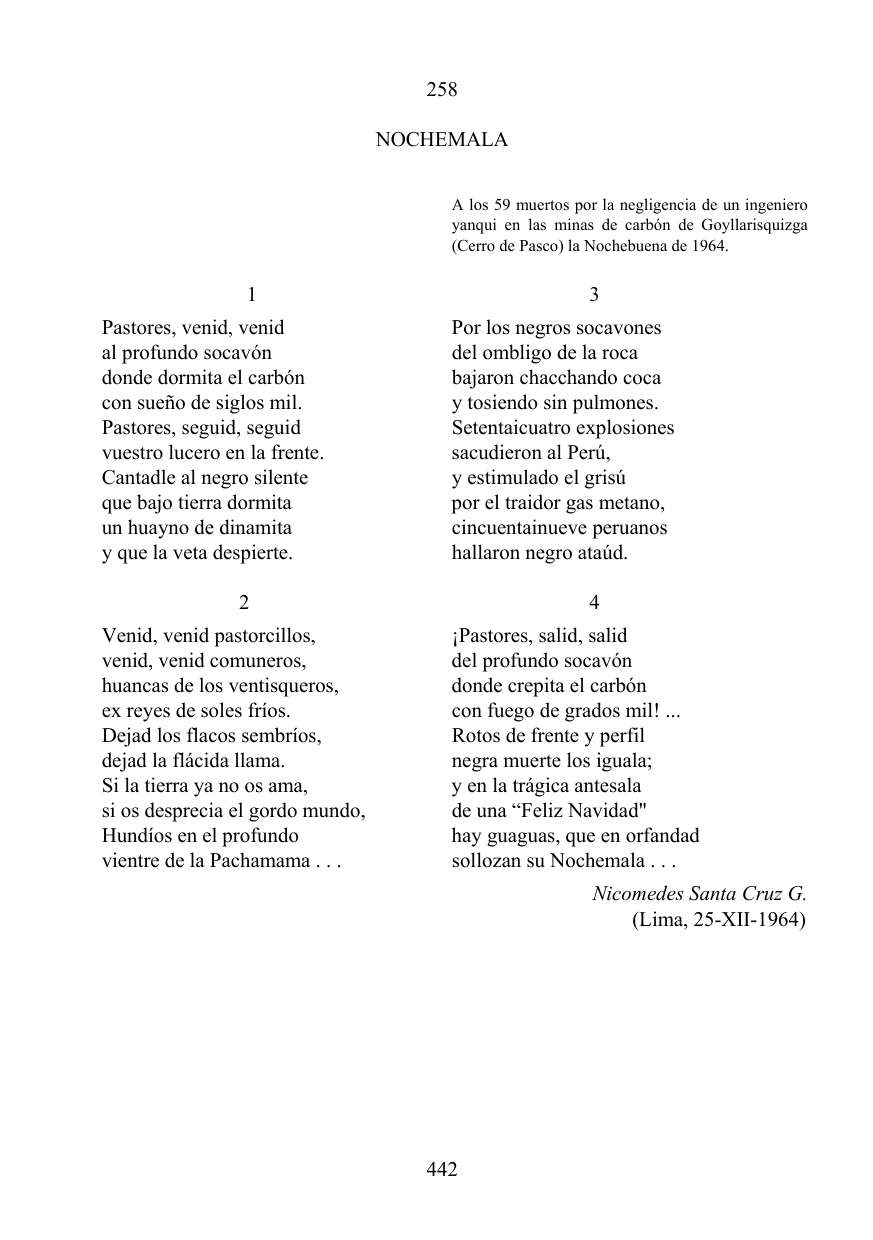 258
NOCHEMALA
A los 59 muertos por la negligencia de un ingeniero
yanqui en las minas de carbón de Goyllarisquizga
(Cerro de Pasco) la Nochebuena de 1964.
1
Pastores, venid, venid
al profundo socavón
donde dormita el carbón
con sueño de siglos mil.
Pastores, seguid, seguid
vuestro lucero en la frente.
Cantadle al negro silente
que bajo tierra dormita
un huayno de dinamita
y que la veta despierte.
2
Venid, venid pastorcillos,
venid, venid comuneros,
huancas de los ventisqueros,
ex reyes de soles fríos.
Dejad los flacos sembríos,
dejad la flácida llama.
Si la tierra ya no os ama,
si os desprecia el gordo mundo,
Hundíos en el profundo
vientre de la Pachamama . . .
3
Por los negros socavones
del ombligo de la roca
bajaron chacchando coca
y tosiendo sin pulmones.
Setentaicuatro explosiones
sacudieron al Perú,
y estimulado el grisú
por el traidor gas metano,
cincuentainueve peruanos
hallaron negro ataúd.
4
¡Pastores, salid, salid
del profundo socavón
donde crepita el carbón
con fuego de grados mil! ...
Rotos de frente y perfil
negra muerte los iguala;
y en la trágica antesala
de una “Feliz Navidad"
hay guaguas, que en orfandad
sollozan su Nochemala . . .
Nicomedes Santa Cruz G.
(Lima, 25-XII-1964)
442